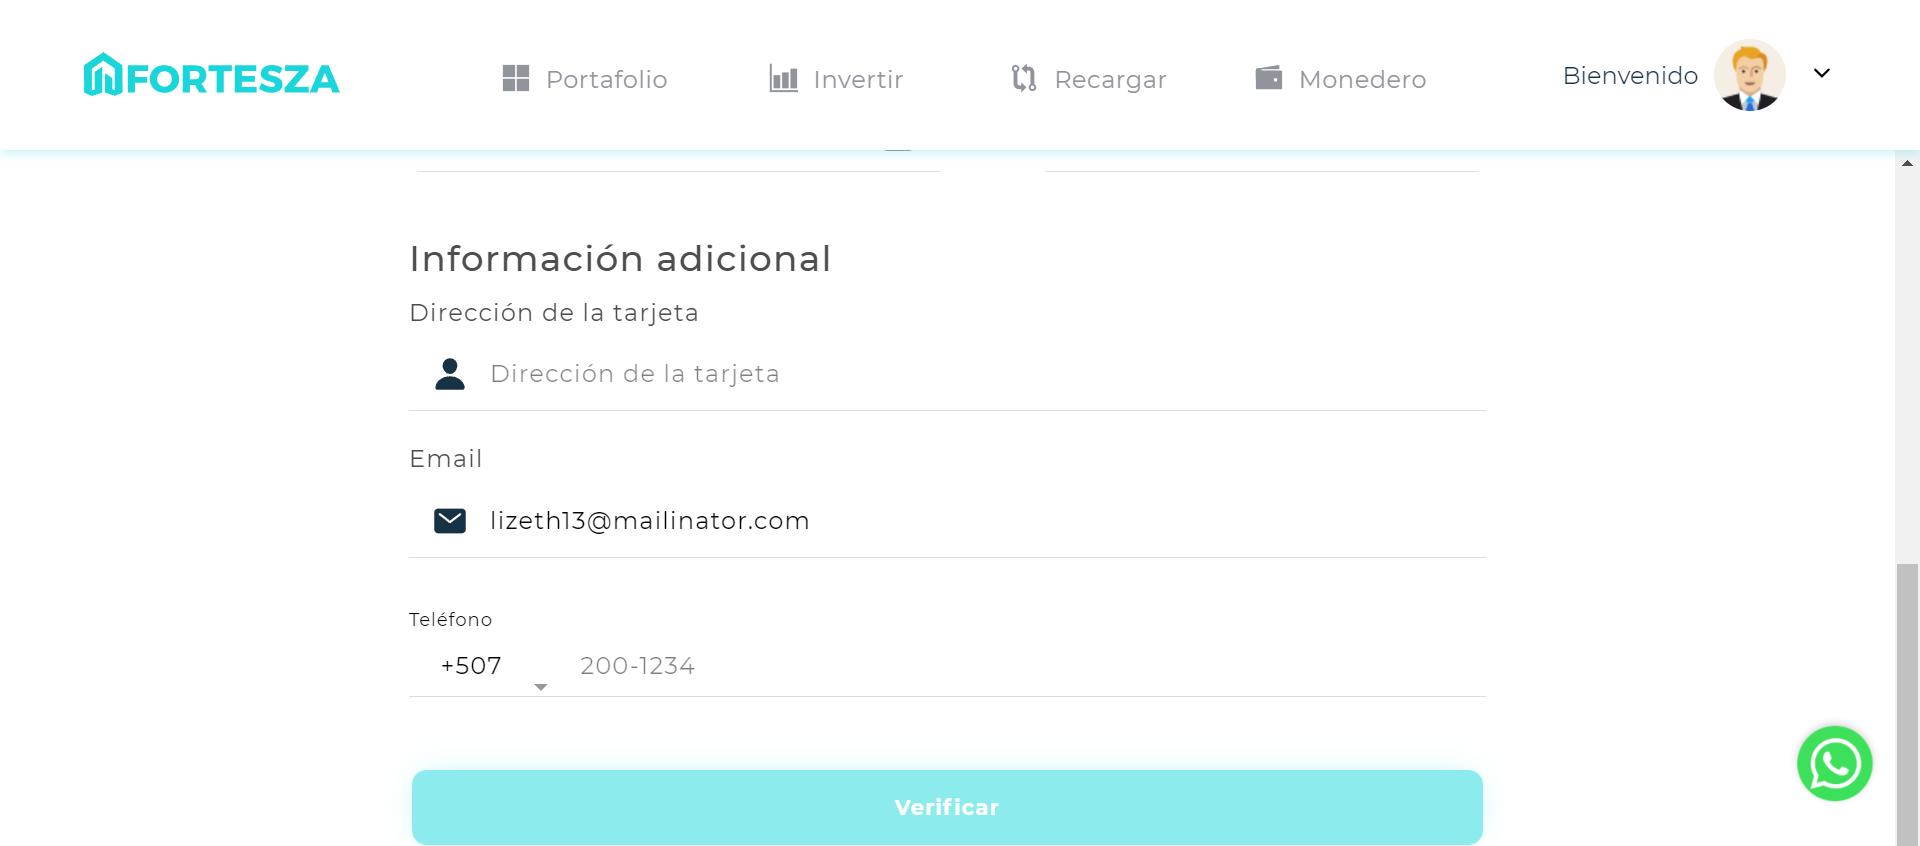 FORTESZA
Portafolio
Invertir
Recargar
Monedero
Bienvenido
Información adicional
Dirección de la tarjeta
Dirección de la tarjeta
Email
lizeth13@mailinator.com
Teléfono
+507 200-1234
Verificar